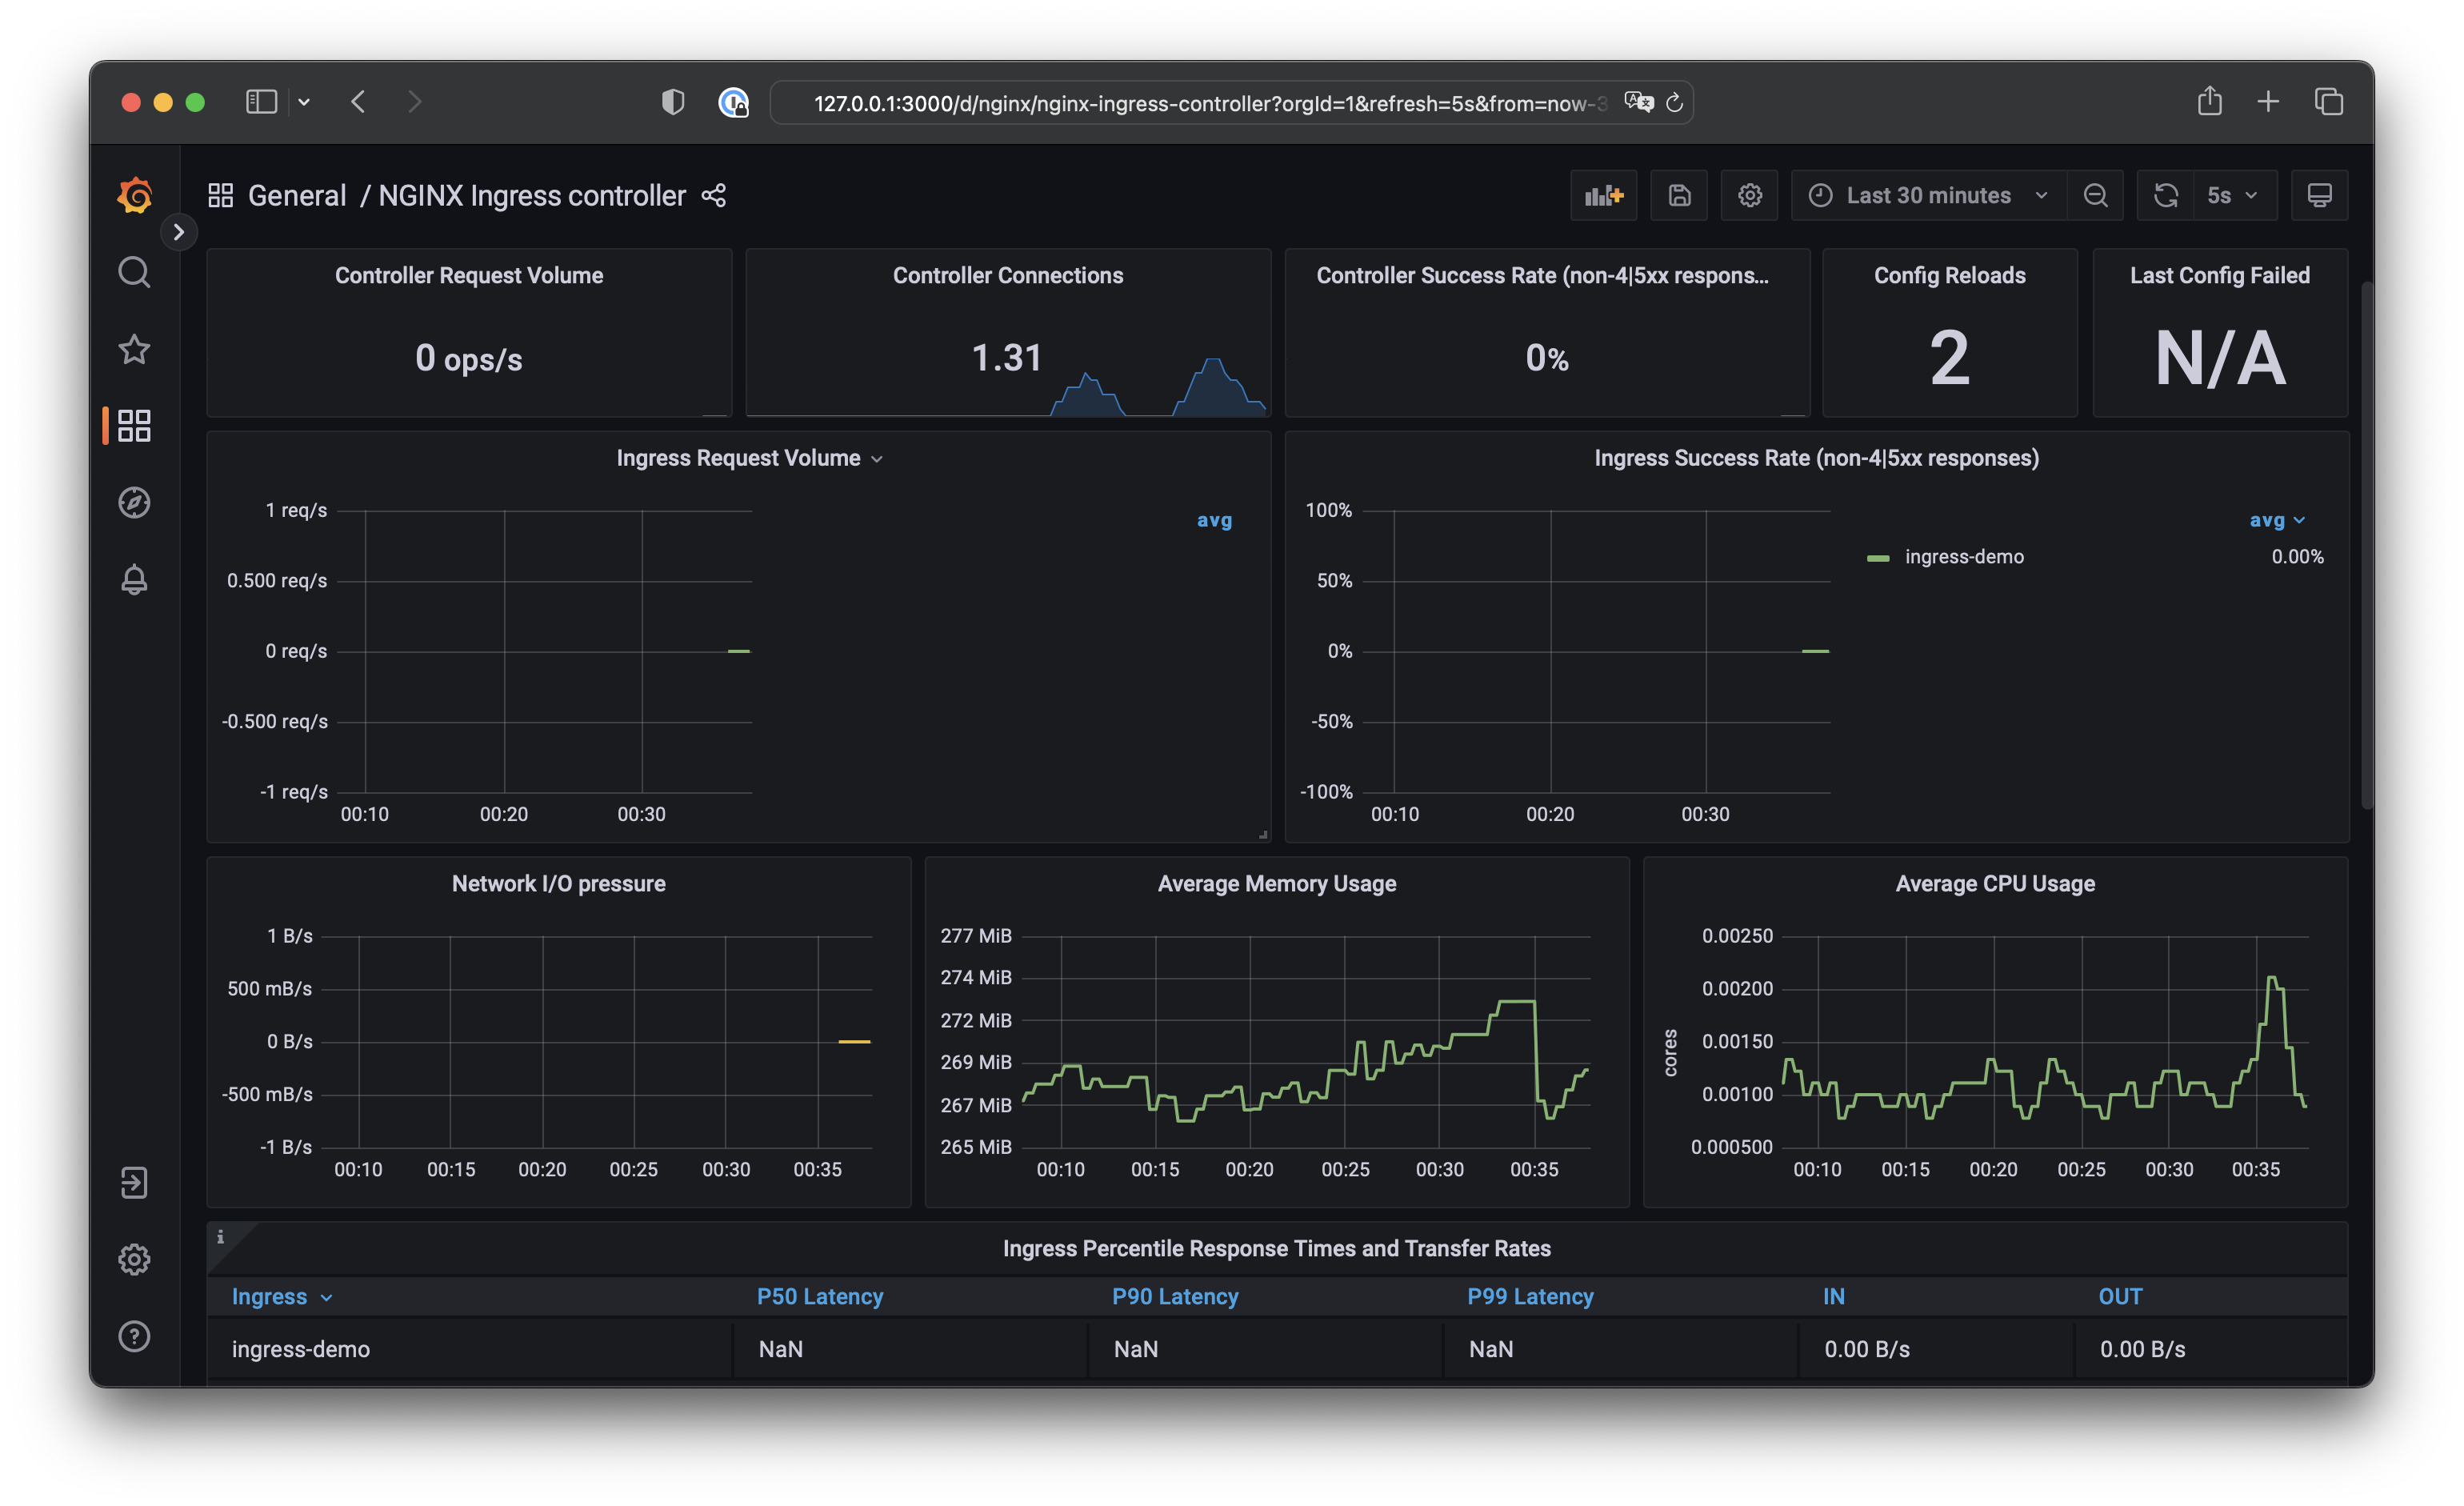 127.0.0.1:3000/d/nginx/nginx-ingress-controller?orgId=1&refresh=5s&from=now-3
General / NGINX Ingress controller
Last 30 minutes
5s
Controller Request Volume
0 ops/s
Controller Connections
1.31
Controller Success Rate (non-4|5xx respons...
0%
Config Reloads
2
Last Config Failed
N/A
Ingress Request Volume
1 req/s
0.500 req/s
0 req/s
-0.500 req/s
-1 req/s
00:10 00:20 00:30
avg
Ingress Success Rate (non-4|5xx responses)
100%
50%
0%
-50%
-100%
00:10 00:20 00:30
avg
ingress-demo 0.00%
Network I/O pressure
1 B/s
500 mB/s
0 B/s
-500 mB/s
-1 B/s
00:10 00:15 00:20 00:25 00:30 00:35
Average Memory Usage
277 MiB
274 MiB
272 MiB
269 MiB
267 MiB
265 MiB
00:10 00:15 00:20 00:25 00:30 00:35
Average CPU Usage
cores
0.00250
0.00200
0.00150
0.00100
0.000500
00:10 00:15 00:20 00:25 00:30 00:35
i
Ingress Percentile Response Times and Transfer Rates
Ingress P50 Latency P90 Latency P99 Latency IN OUT
ingress-demo NaN NaN NaN 0.00 B/s 0.00 B/s